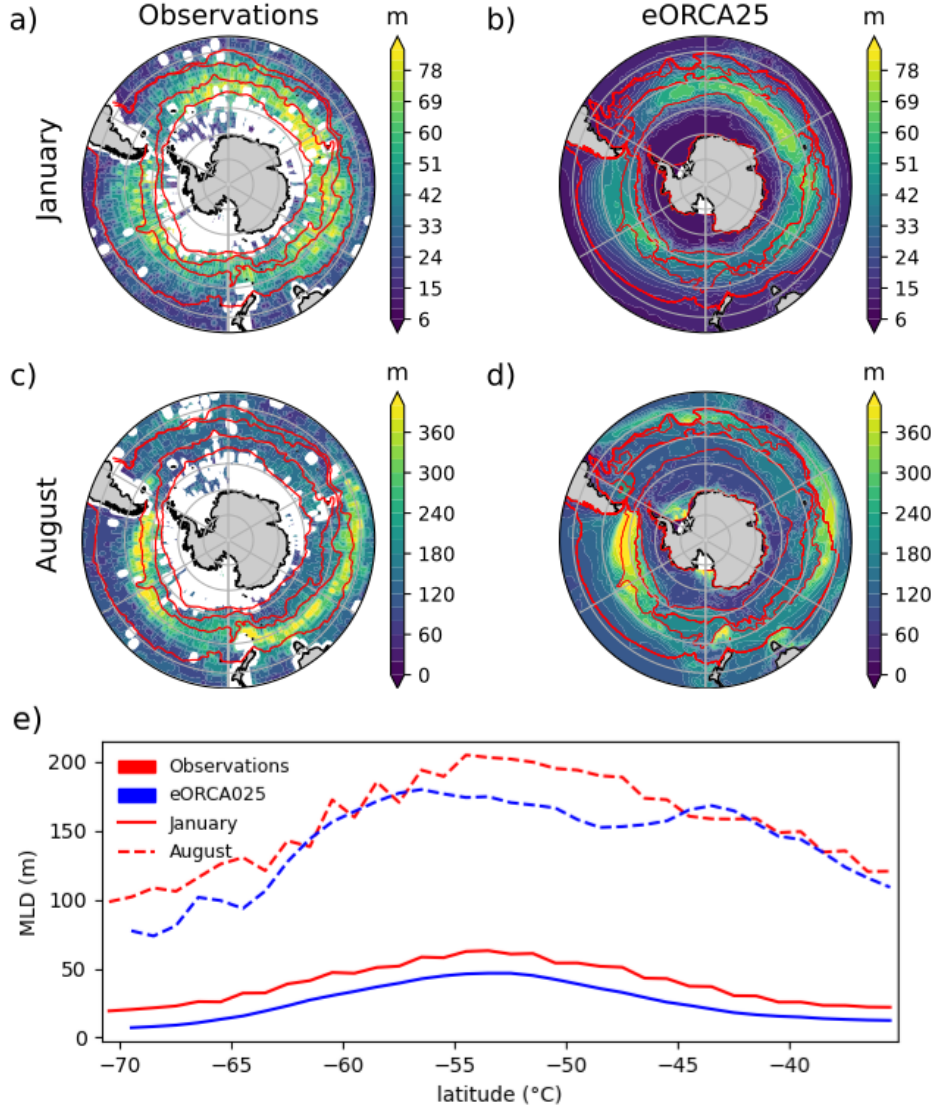 a) Observations m b) eORCA25 m
January
78 78
69 69
60 60
51 51
42 42
33 33
24 24
15 15
6 6
c) m d) m
August
360 360
300 300
240 240
180 180
120 120
60 60
0 0
e)
MLD (m)
200
150
100
50
0
Observations
eORCA025
January
August
−70 −65 −60 −55 −50 −45 −40
latitude (°C)